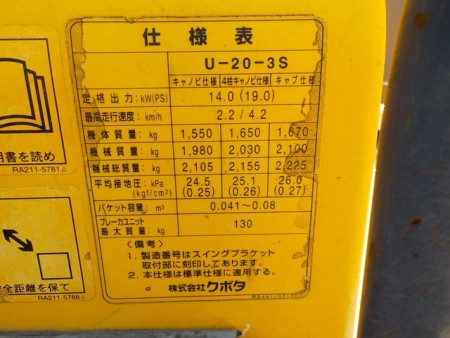 仕様表
U-20-3S
キャノピ仕様 4柱キャノピ仕様 キャブ仕様
定格出力: kW(PS) 14.0 (19.0)
最高走行速度: km/h 2.2 / 4.2
機体質量: kg 1,550 1,650 1,670
機械質量: kg 1,980 2,030 2,100
機械総質量: kg 2,105 2,155 2,225
平均接地圧: kPa 24.5 25.1 26.0
(kgf/cm²) (0.25) (0.26) (0.27)
バケット容量: m³ 0.041~0.08
ブレーカユニット
最大質量: kg 130
〈備考〉
1. 製造番号はスイングブラケット
取付部に刻印してあります。
2. 本仕様は標準仕様に適用する。
株式会社クボタ
明書を読め
RA211-5781
全距離を保て
RA211-5788